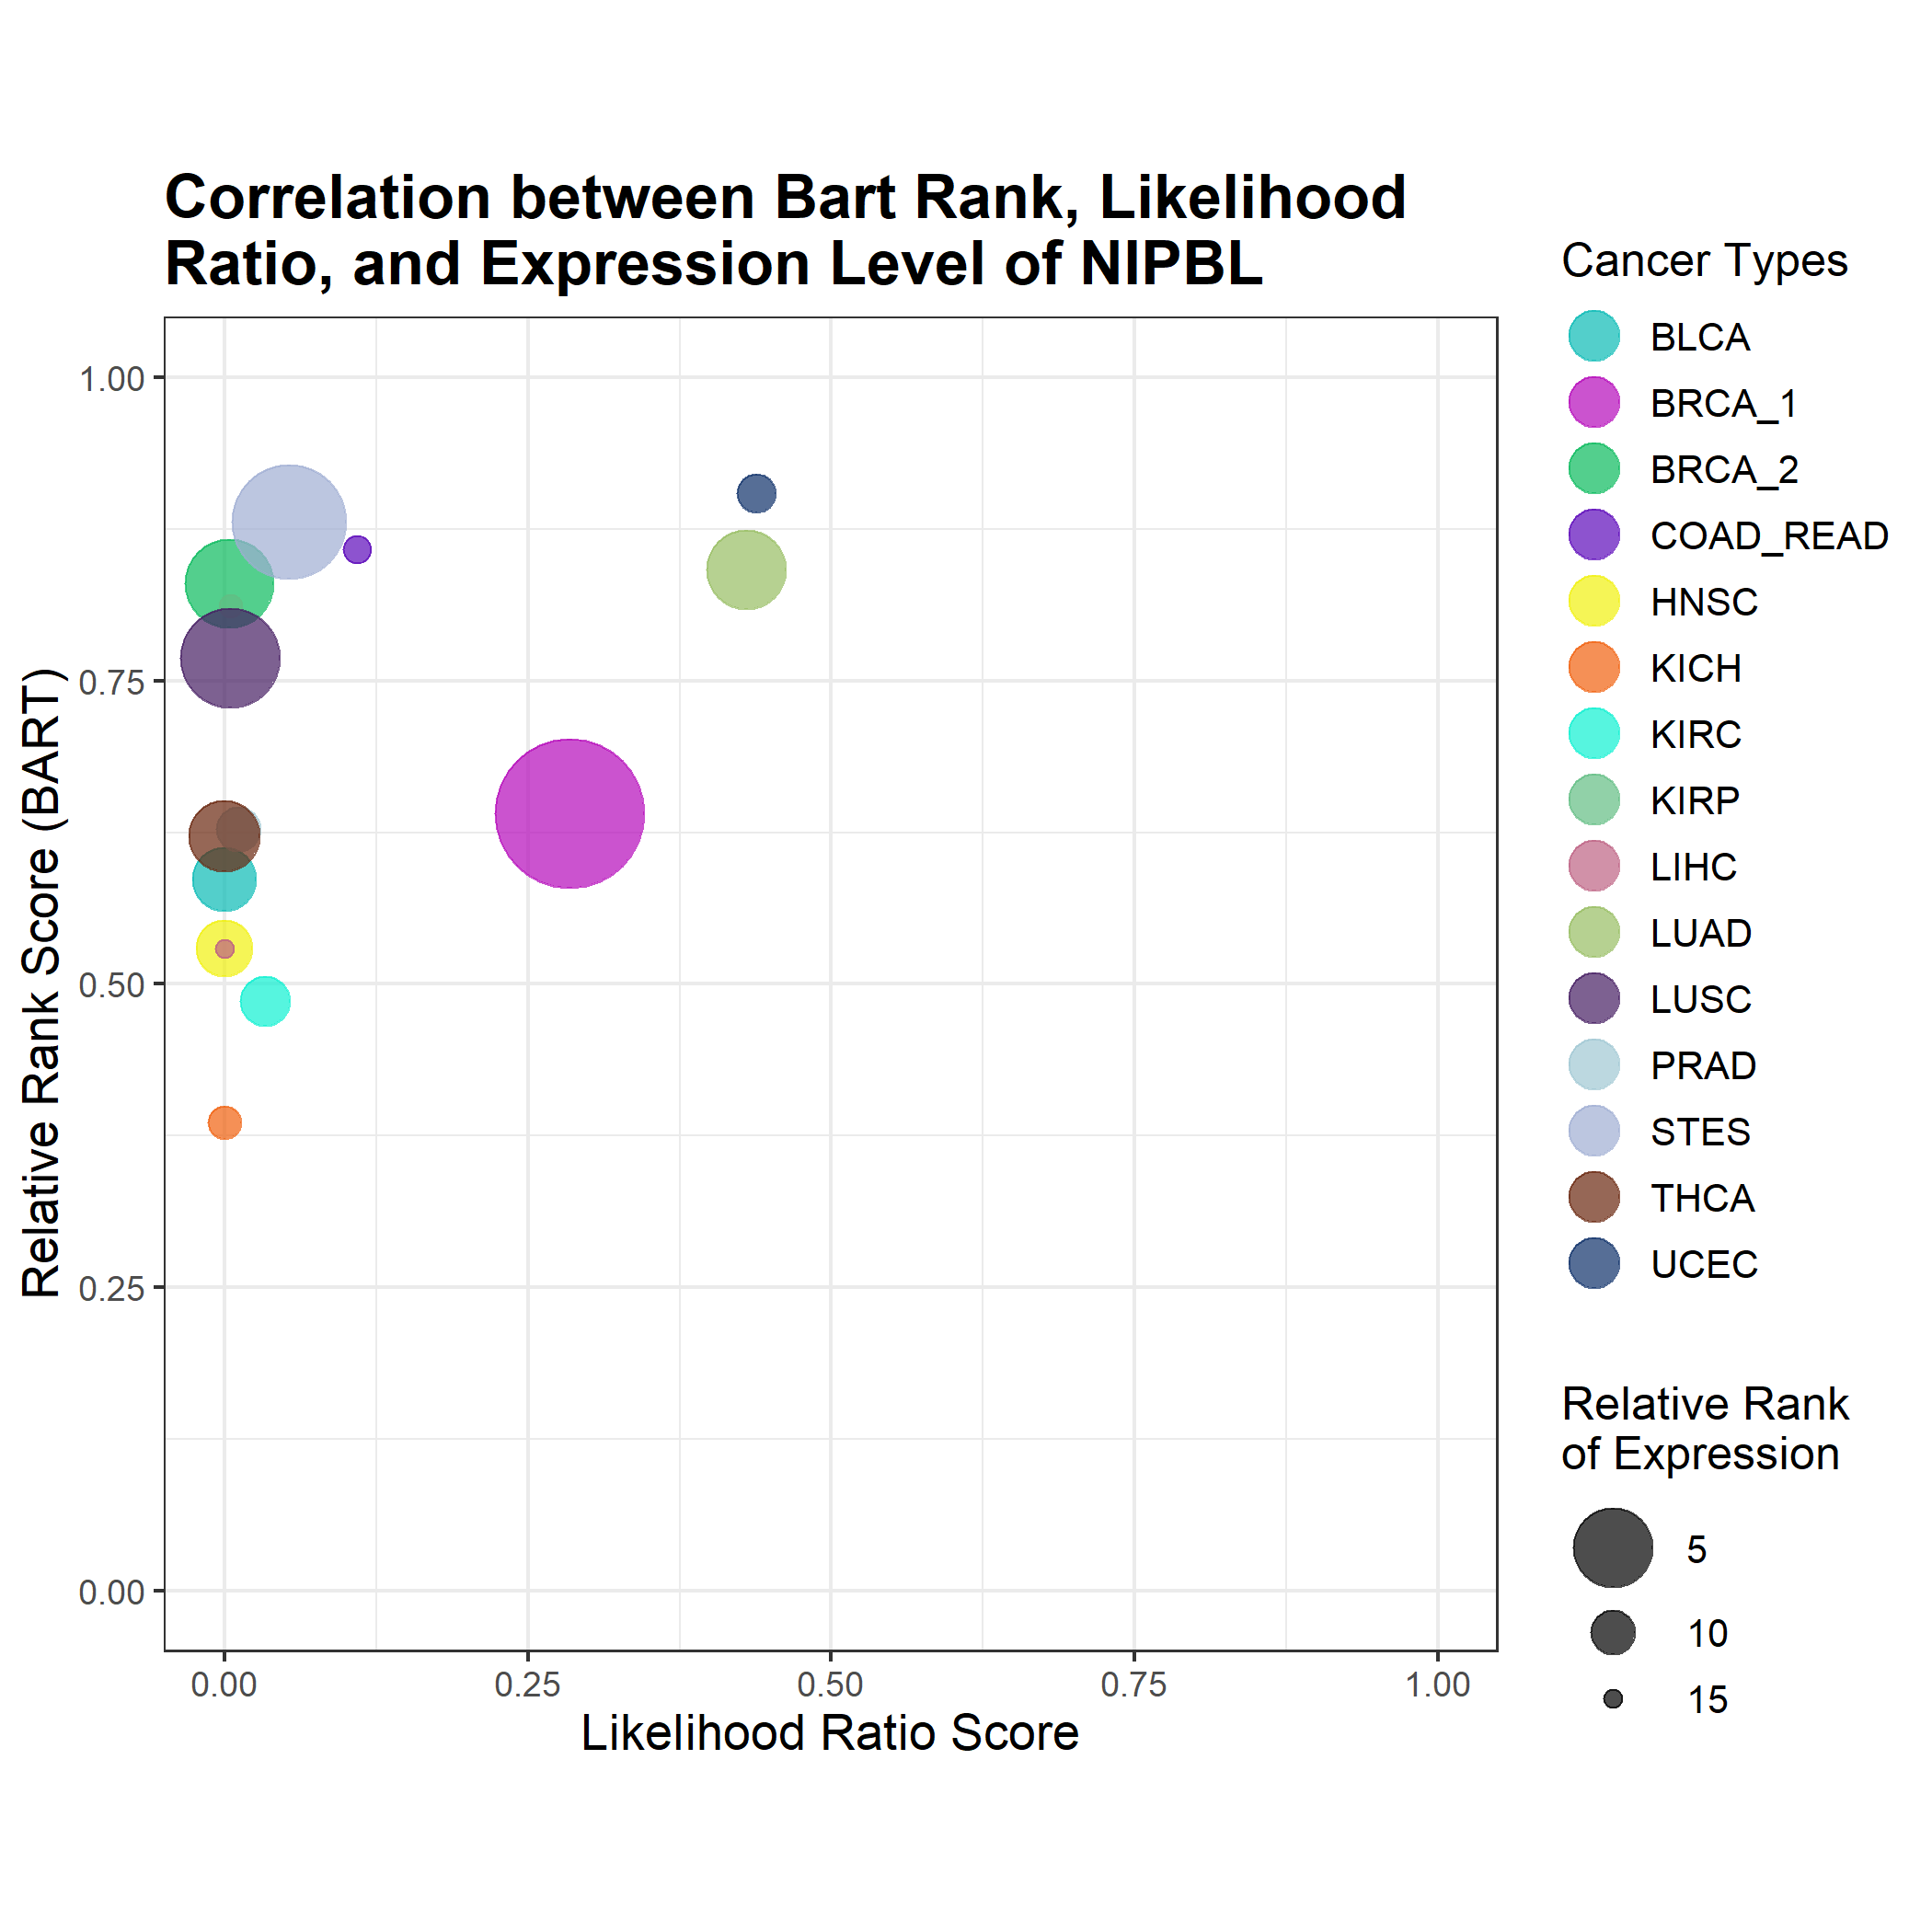 Correlation between Bart Rank, Likelihood
Ratio, and Expression Level of NIPBL
Relative Rank Score (BART)
1.00
0.75
0.50
0.25
0.00
0.00
0.25
0.50
0.75
1.00
Likelihood Ratio Score
Cancer Types
BLCA
BRCA_1
BRCA_2
COAD_READ
HNSC
KICH
KIRC
KIRP
LIHC
LUAD
LUSC
PRAD
STES
THCA
UCEC
Relative Rank
of Expression
5
10
15